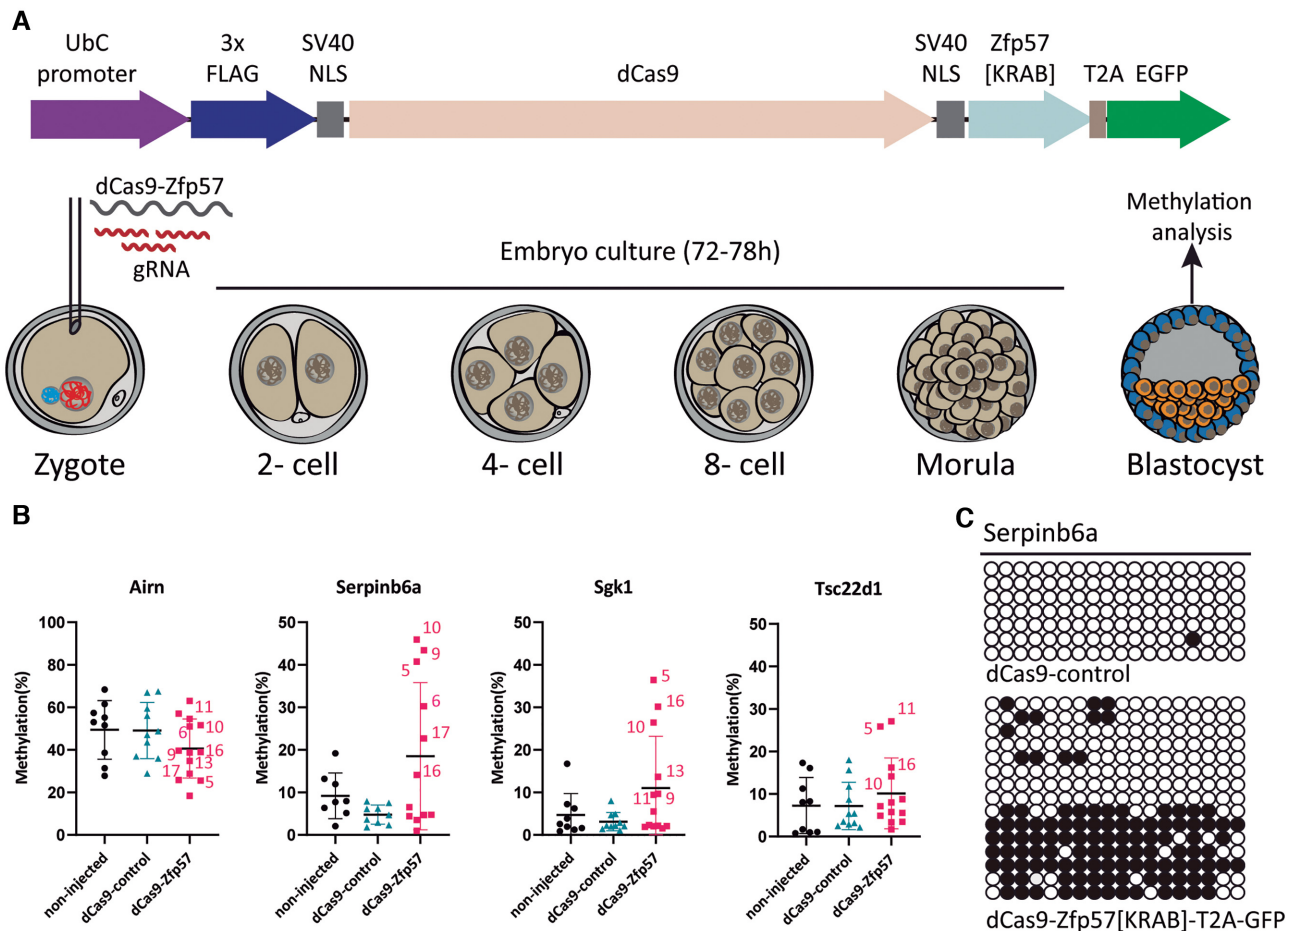 A
UbC promoter
3x FLAG
SV40 NLS
dCas9
SV40 NLS
Zfp57 [KRAB]
T2A EGFP
dCas9-Zfp57
gRNA
Embryo culture (72-78h)
Methylation analysis
Zygote
2- cell
4- cell
8- cell
Morula
Blastocyst
B
Airn
Methylation(%)
100
80
60
40
20
0
11
6
10
9
16
13
17
5
non-injected
dCas9-control
dCas9-Zfp57
Serpinb6a
Methylation(%)
50
40
30
20
10
0
10
9
5
6
17
16
non-injected
dCas9-control
dCas9-Zfp57
Sgk1
Methylation(%)
50
40
30
20
10
0
5
16
10
13
11
9
non-injected
dCas9-control
dCas9-Zfp57
Tsc22d1
Methylation(%)
50
40
30
20
10
0
11
5
16
10
non-injected
dCas9-control
dCas9-Zfp57
C
Serpinb6a
dCas9-control
dCas9-Zfp57[KRAB]-T2A-GFP